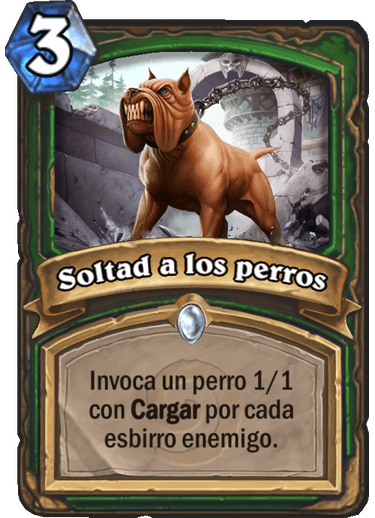 3
Soltad a los perros
Invoca un perro 1/1
con Cargar por cada
esbirro enemigo.